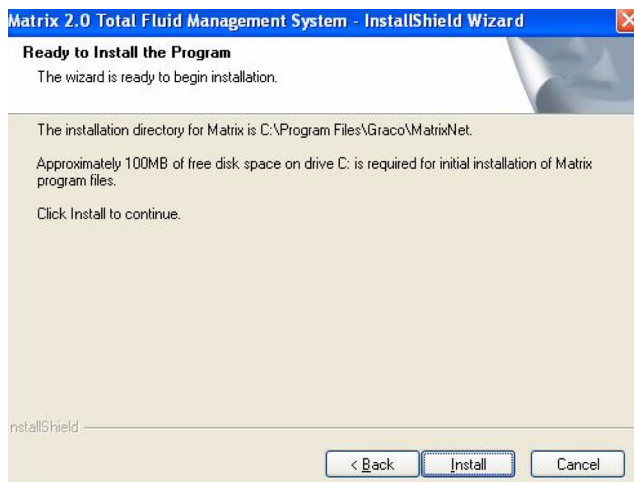 Matrix 2.0 Total Fluid Management System - InstallShield Wizard
Ready to Install the Program
The wizard is ready to begin installation.
The installation directory for Matrix is C:\Program Files\Graco\MatrixNet.
Approximately 100MB of free disk space on drive C: is required for initial installation of Matrix
program files.
Click Install to continue.
nstallShield
< Back Install Cancel